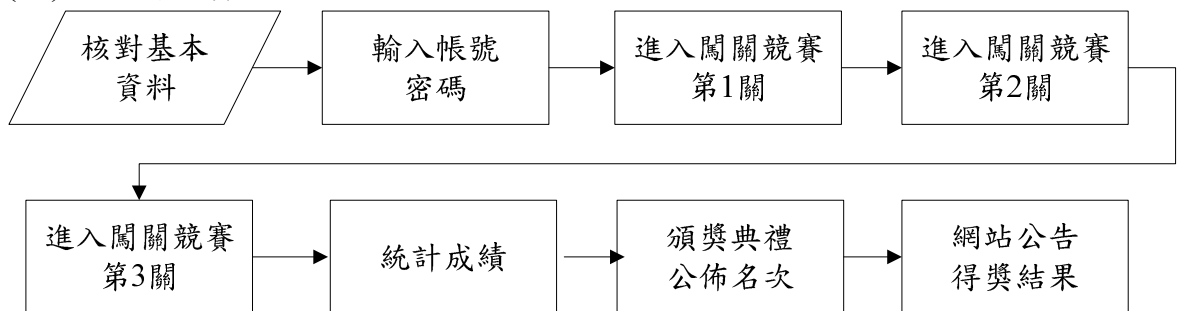 核對基本
資料
輸入帳號
密碼
進入闖關競賽
第1關
進入闖關競賽
第2關
進入闖關競賽
第3關
統計成績
頒獎典禮
公佈名次
網站公告
得獎結果